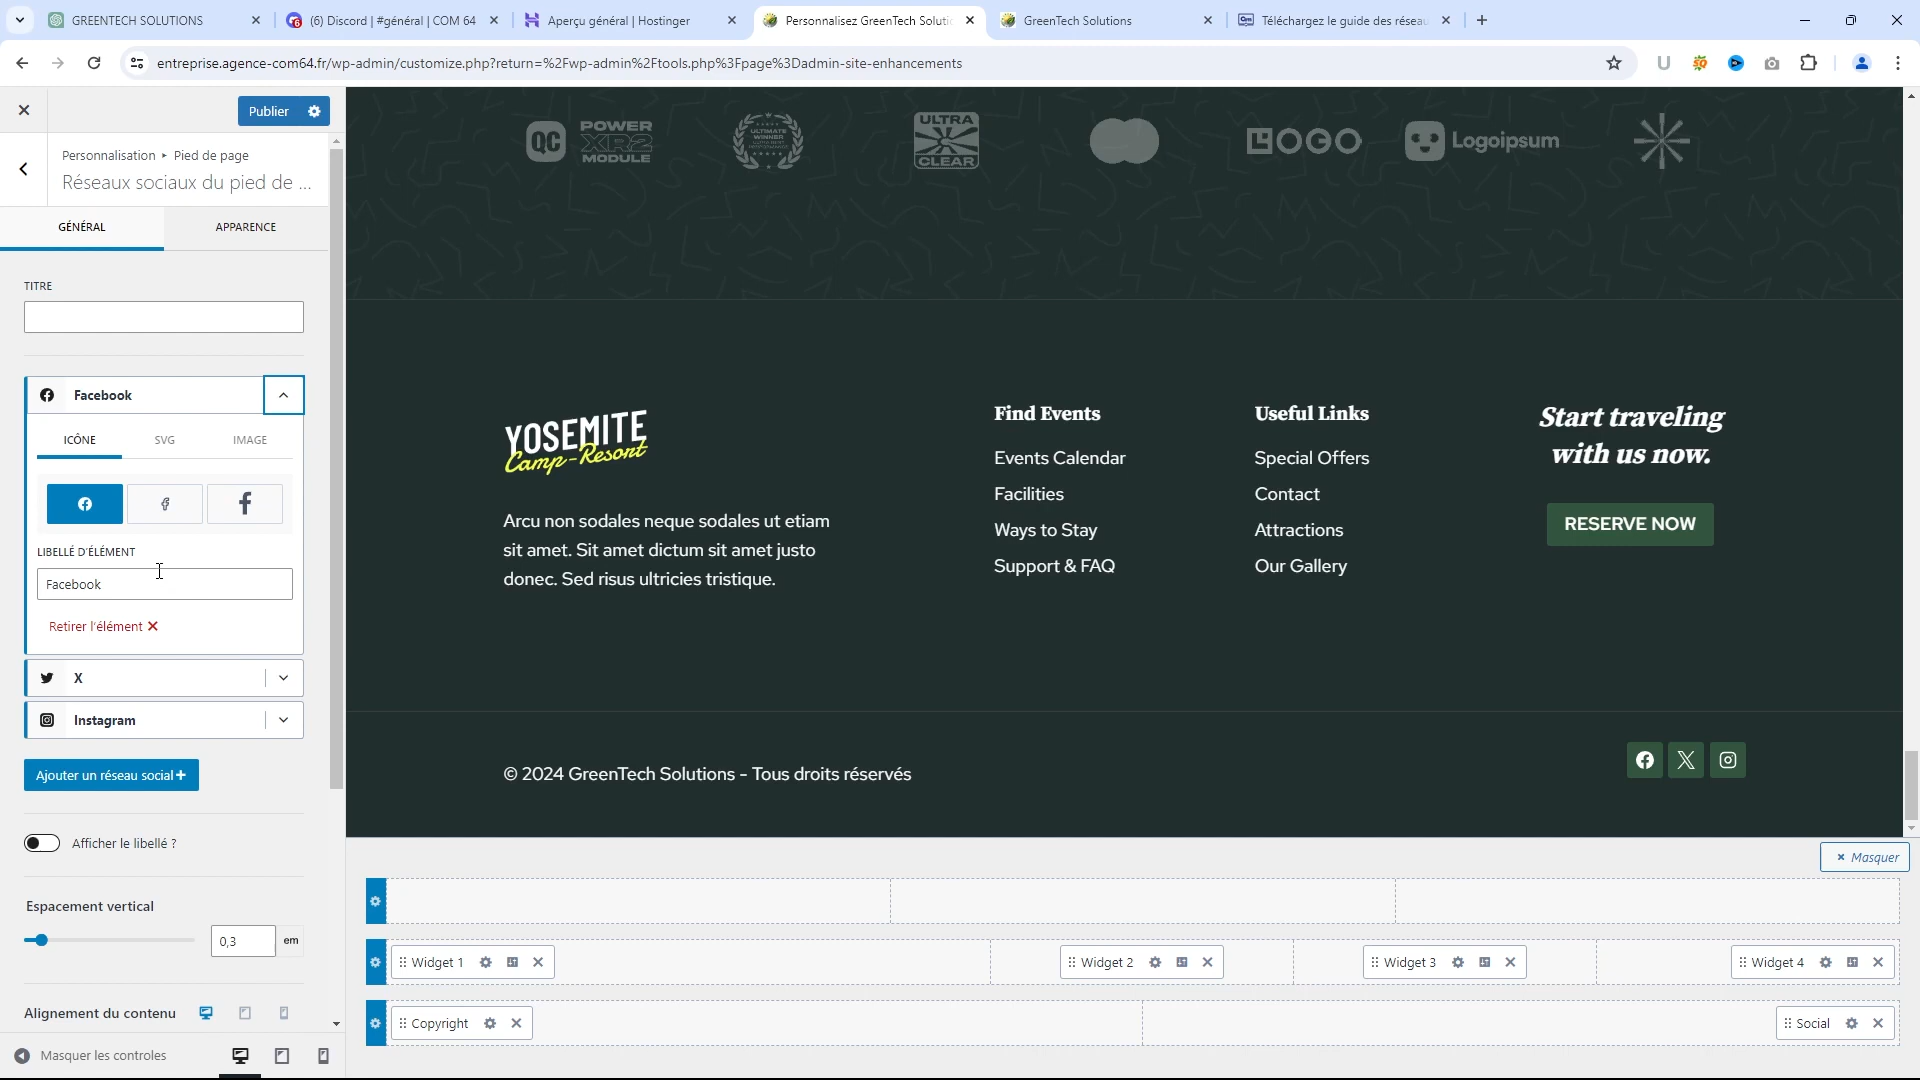 GREENTECH SOLUTIONS
(6) Discord | #général | COM 64
Aperçu général | Hostinger
Personnalisez GreenTech Soluti
GreenTech Solutions
Téléchargez le guide des réseau
entreprise.agence-com64.fr/wp-admin/customize.php?return=%2Fwp-admin%2Ftools.php%3Fpage%3Dadmin-site-enhancements
Publier
Personnalisation ▸ Pied de page
Réseaux sociaux du pied de ...
GÉNÉRAL
APPARENCE
TITRE
Facebook
ICÔNE
SVG
IMAGE
LIBELLÉ D'ÉLÉMENT
Facebook
Retirer l'élément
X
Instagram
Ajouter un réseau social
Afficher le libellé ?
Espacement vertical
0,3
em
Alignement du contenu
Masquer les controles
QC POWER XR2 MODULE
ULTIMATE WINNER
ULTRA CLEAR
LOGO
Logoipsum
YOSEMITE
Camp-Resort
Arcu non sodales neque sodales ut etiam
sit amet. Sit amet dictum sit amet justo
donec. Sed risus ultricies tristique.
Find Events
Events Calendar
Facilities
Ways to Stay
Support & FAQ
Useful Links
Special Offers
Contact
Attractions
Our Gallery
Start traveling
with us now.
RESERVE NOW
© 2024 GreenTech Solutions - Tous droits réservés
Masquer
Widget 1
Widget 2
Widget 3
Widget 4
Copyright
Social